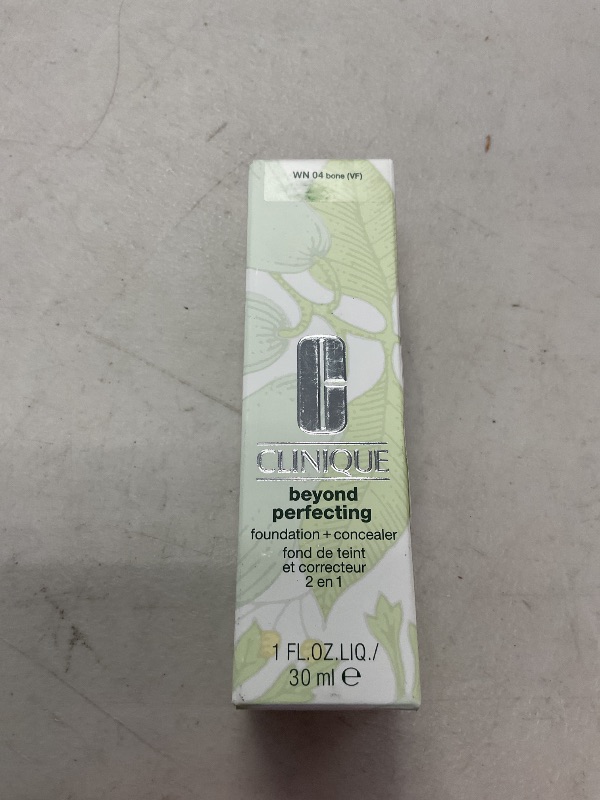 WN 04 bone (VF)
CLINIQUE
beyond
perfecting
foundation + concealer
fond de teint
et correcteur
2 en 1
1 FL.OZ.LIQ./
30 ml e